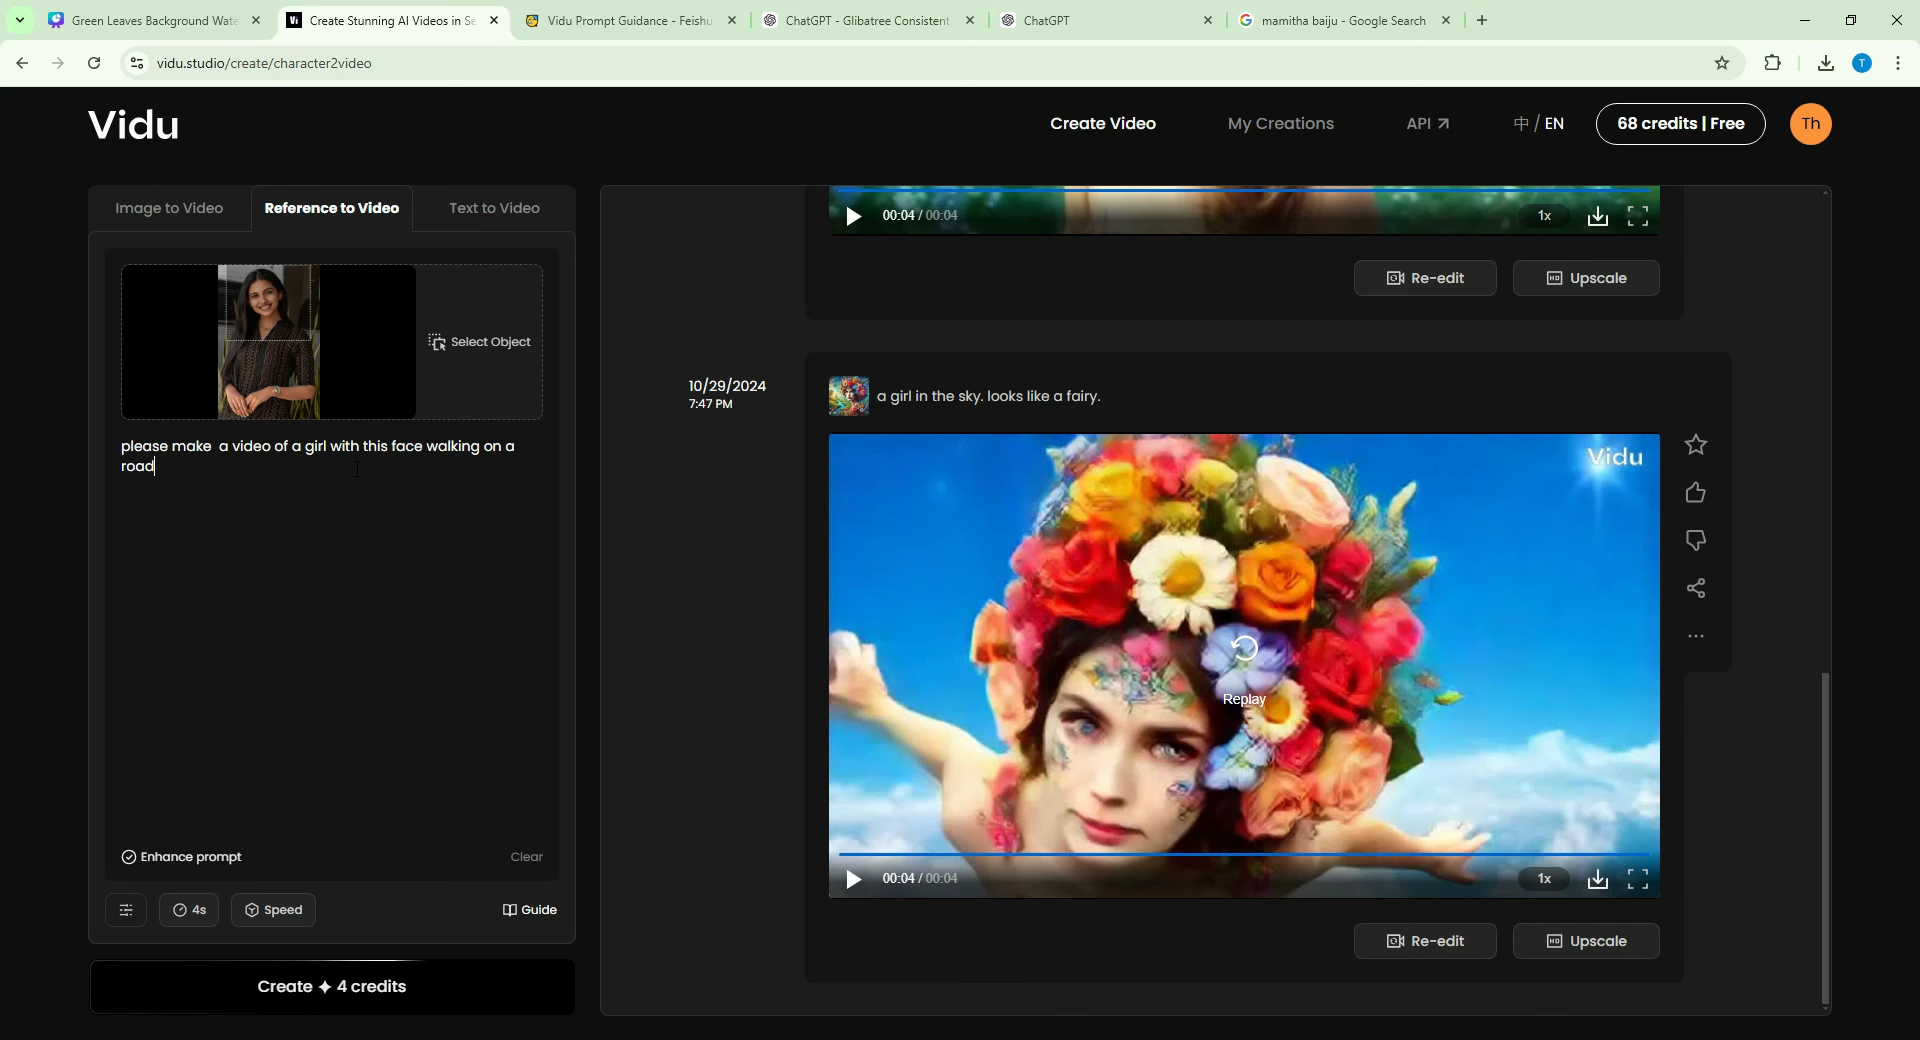 Green Leaves Background Wate
Create Stunning AI Videos in Se
Vidu Prompt Guidance - Feishu
ChatGPT - Glibatree Consistent
ChatGPT
mamitha baiju - Google Search
vidu.studio/create/character2video
T
Vidu
Create Video
My Creations
API
中 / EN
68 credits | Free
Th
Image to Video
Reference to Video
Text to Video
Select Object
please make  a video of a girl with this face walking on a
road
Enhance prompt
Clear
4s
Speed
Guide
Create ✦ 4 credits
00:04 / 00:04
1x
Re-edit
HD Upscale
10/29/2024
7:47 PM
a girl in the sky. looks like a fairy.
Vidu
Replay
00:04 / 00:04
1x
Re-edit
HD Upscale